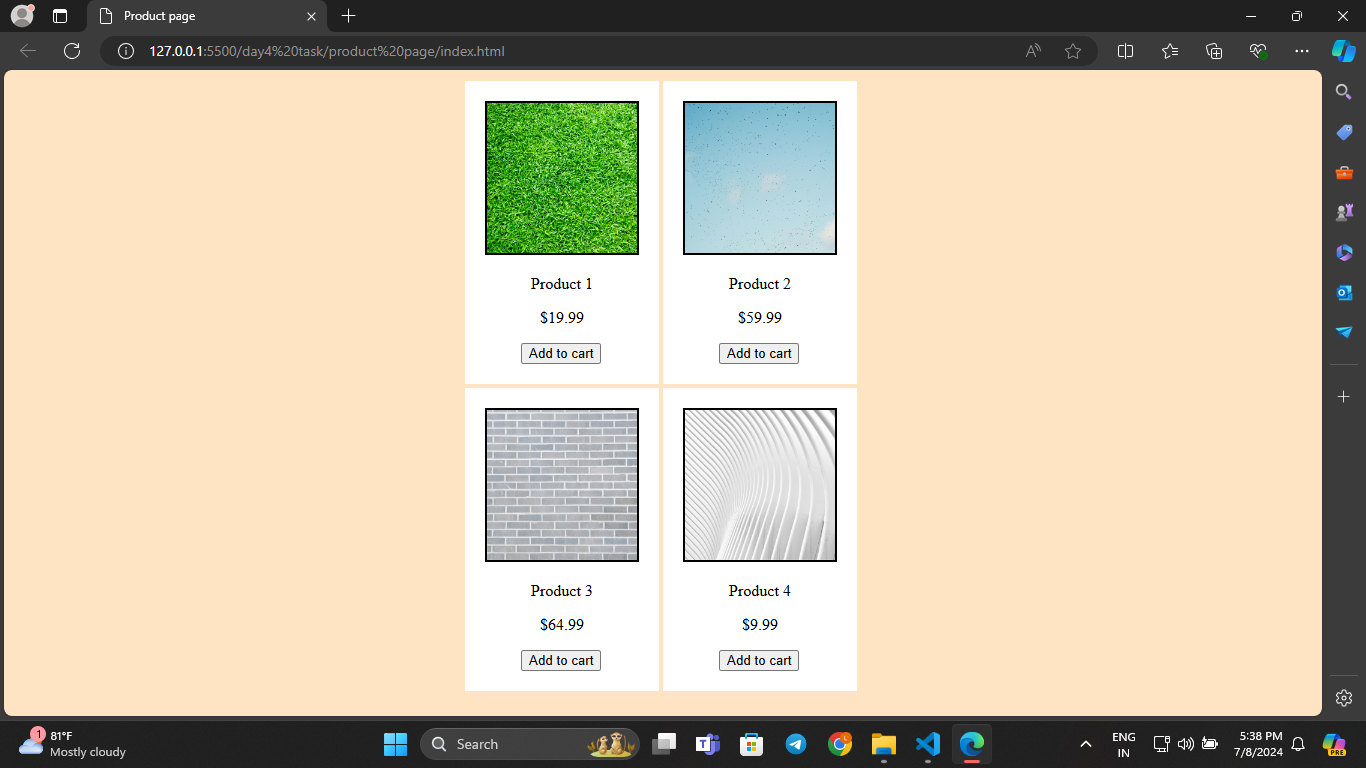 Product page
127.0.0.1:5500/day4%20task/product%20page/index.html
Product 1
$19.99
Add to cart
Product 2
$59.99
Add to cart
Product 3
$64.99
Add to cart
Product 4
$9.99
Add to cart
1
81°F
Mostly cloudy
Search
ENG
IN
5:38 PM
7/8/2024
PRE